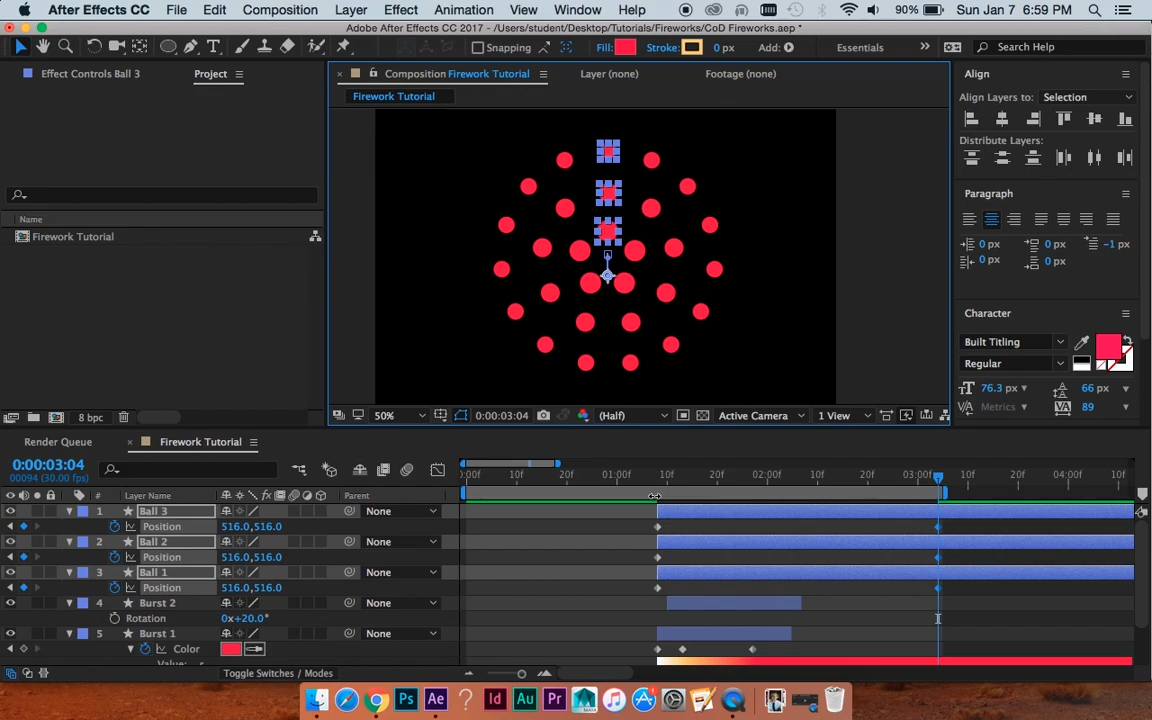 After Effects CC File Edit Composition Layer Effect Animation View Window Help 90% Sun Jan 7 6:59 PM
Adobe After Effects CC 2017 - /Users/student/Desktop/Tutorials/Fireworks/CoD Fireworks.aep *
Snapping Fill: Stroke: 0 px Add: Essentials Search Help
Effect Controls Ball 3 Project
Composition Firework Tutorial Layer (none) Footage (none)
Firework Tutorial
Name
Firework Tutorial
Align
Align Layers to: Selection
Distribute Layers:
Paragraph
0 px 0 px -1 px
0 px 0 px
Character
Built Titling
Regular
76.3 px 66 px
Metrics 89
8 bpc 50% 0:00:03:04 (Half) Active Camera 1 View
Render Queue Firework Tutorial
0:00:03:04
00094 (30.00 fps)
:00f 10f 20f 01:00f 10f 20f 02:00f 10f 20f 03:00f 10f 20f 04:00f 10f
# Layer Name Parent
1 Ball 3 None
Position 516.0,516.0
2 Ball 2 None
Position 516.0,516.0
3 Ball 1 None
Position 516.0,516.0
4 Burst 2 None
Rotation 0x+20.0°
5 Burst 1 None
Color
Toggle Switches / Modes
Ps Ae Id Au Pr
MAYA